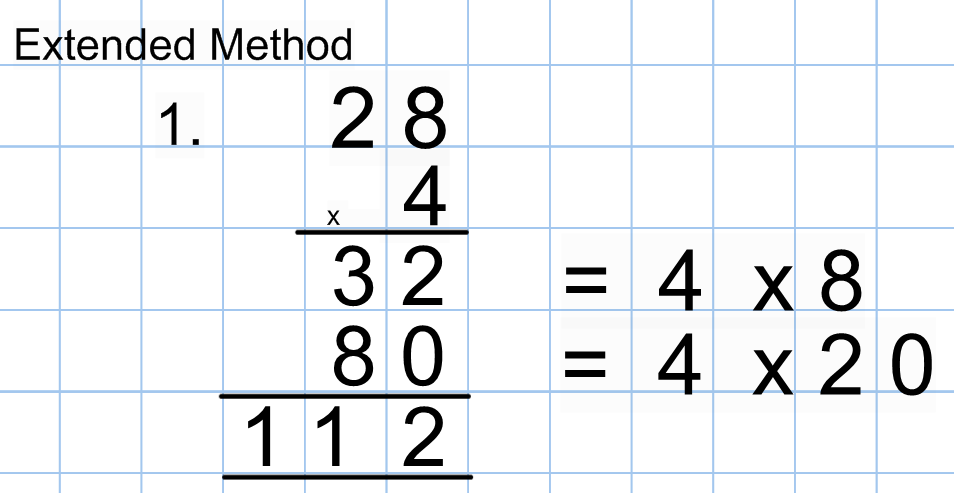 Extended Method
1. 28
x 4
32 = 4 x 8
80 = 4 x 20
112